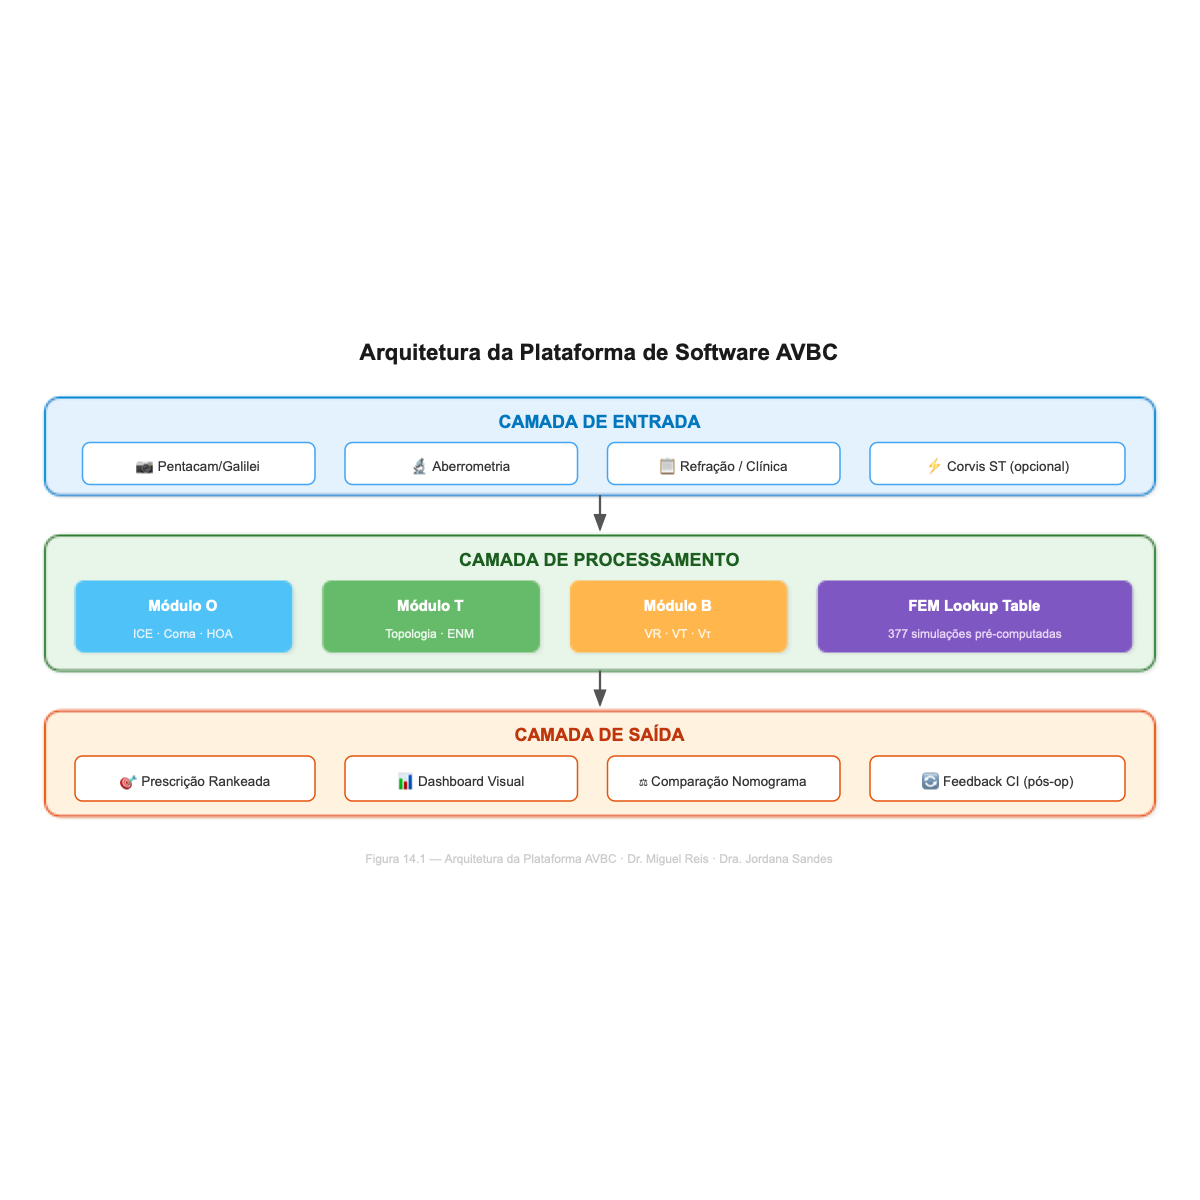 Arquitetura da Plataforma de Software AVBC
CAMADA DE ENTRADA
Pentacam/Galilei
Aberrometria
Refração / Clínica
Corvis ST (opcional)
CAMADA DE PROCESSAMENTO
Módulo O
ICE · Coma · HOA
Módulo T
Topologia · ENM
Módulo B
VR · VT · Vτ
FEM Lookup Table
377 simulações pré-computadas
CAMADA DE SAÍDA
Prescrição Rankeada
Dashboard Visual
Comparação Nomograma
Feedback CI (pós-op)
Figura 14.1 — Arquitetura da Plataforma AVBC · Dr. Miguel Reis · Dra. Jordana Sandes